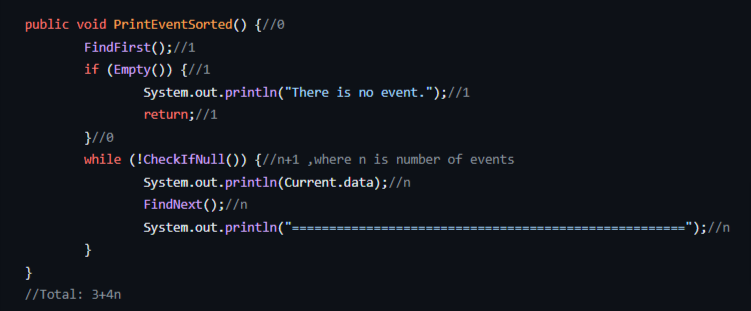 public void PrintEventSorted() {//0
FindFirst();//1
if (Empty()) {//1
System.out.println("There is no event.");//1
return;//1
}//0
while (!CheckIfNull()) {//n+1 ,where n is number of events
System.out.println(Current.data);//n
FindNext();//n
System.out.println("=====================================================");//n
}
}
//Total: 3+4n